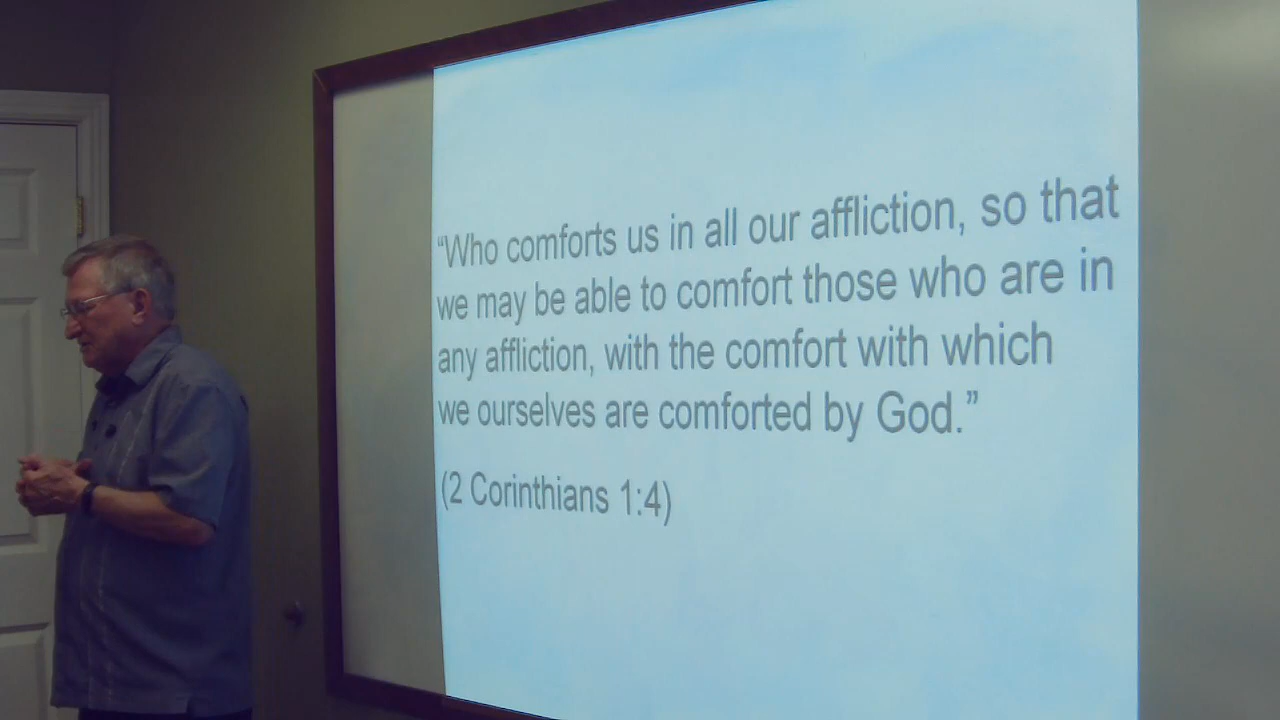 “Who comforts us in all our affliction, so that
we may be able to comfort those who are in
any affliction, with the comfort with which
we ourselves are comforted by God.”
(2 Corinthians 1:4)